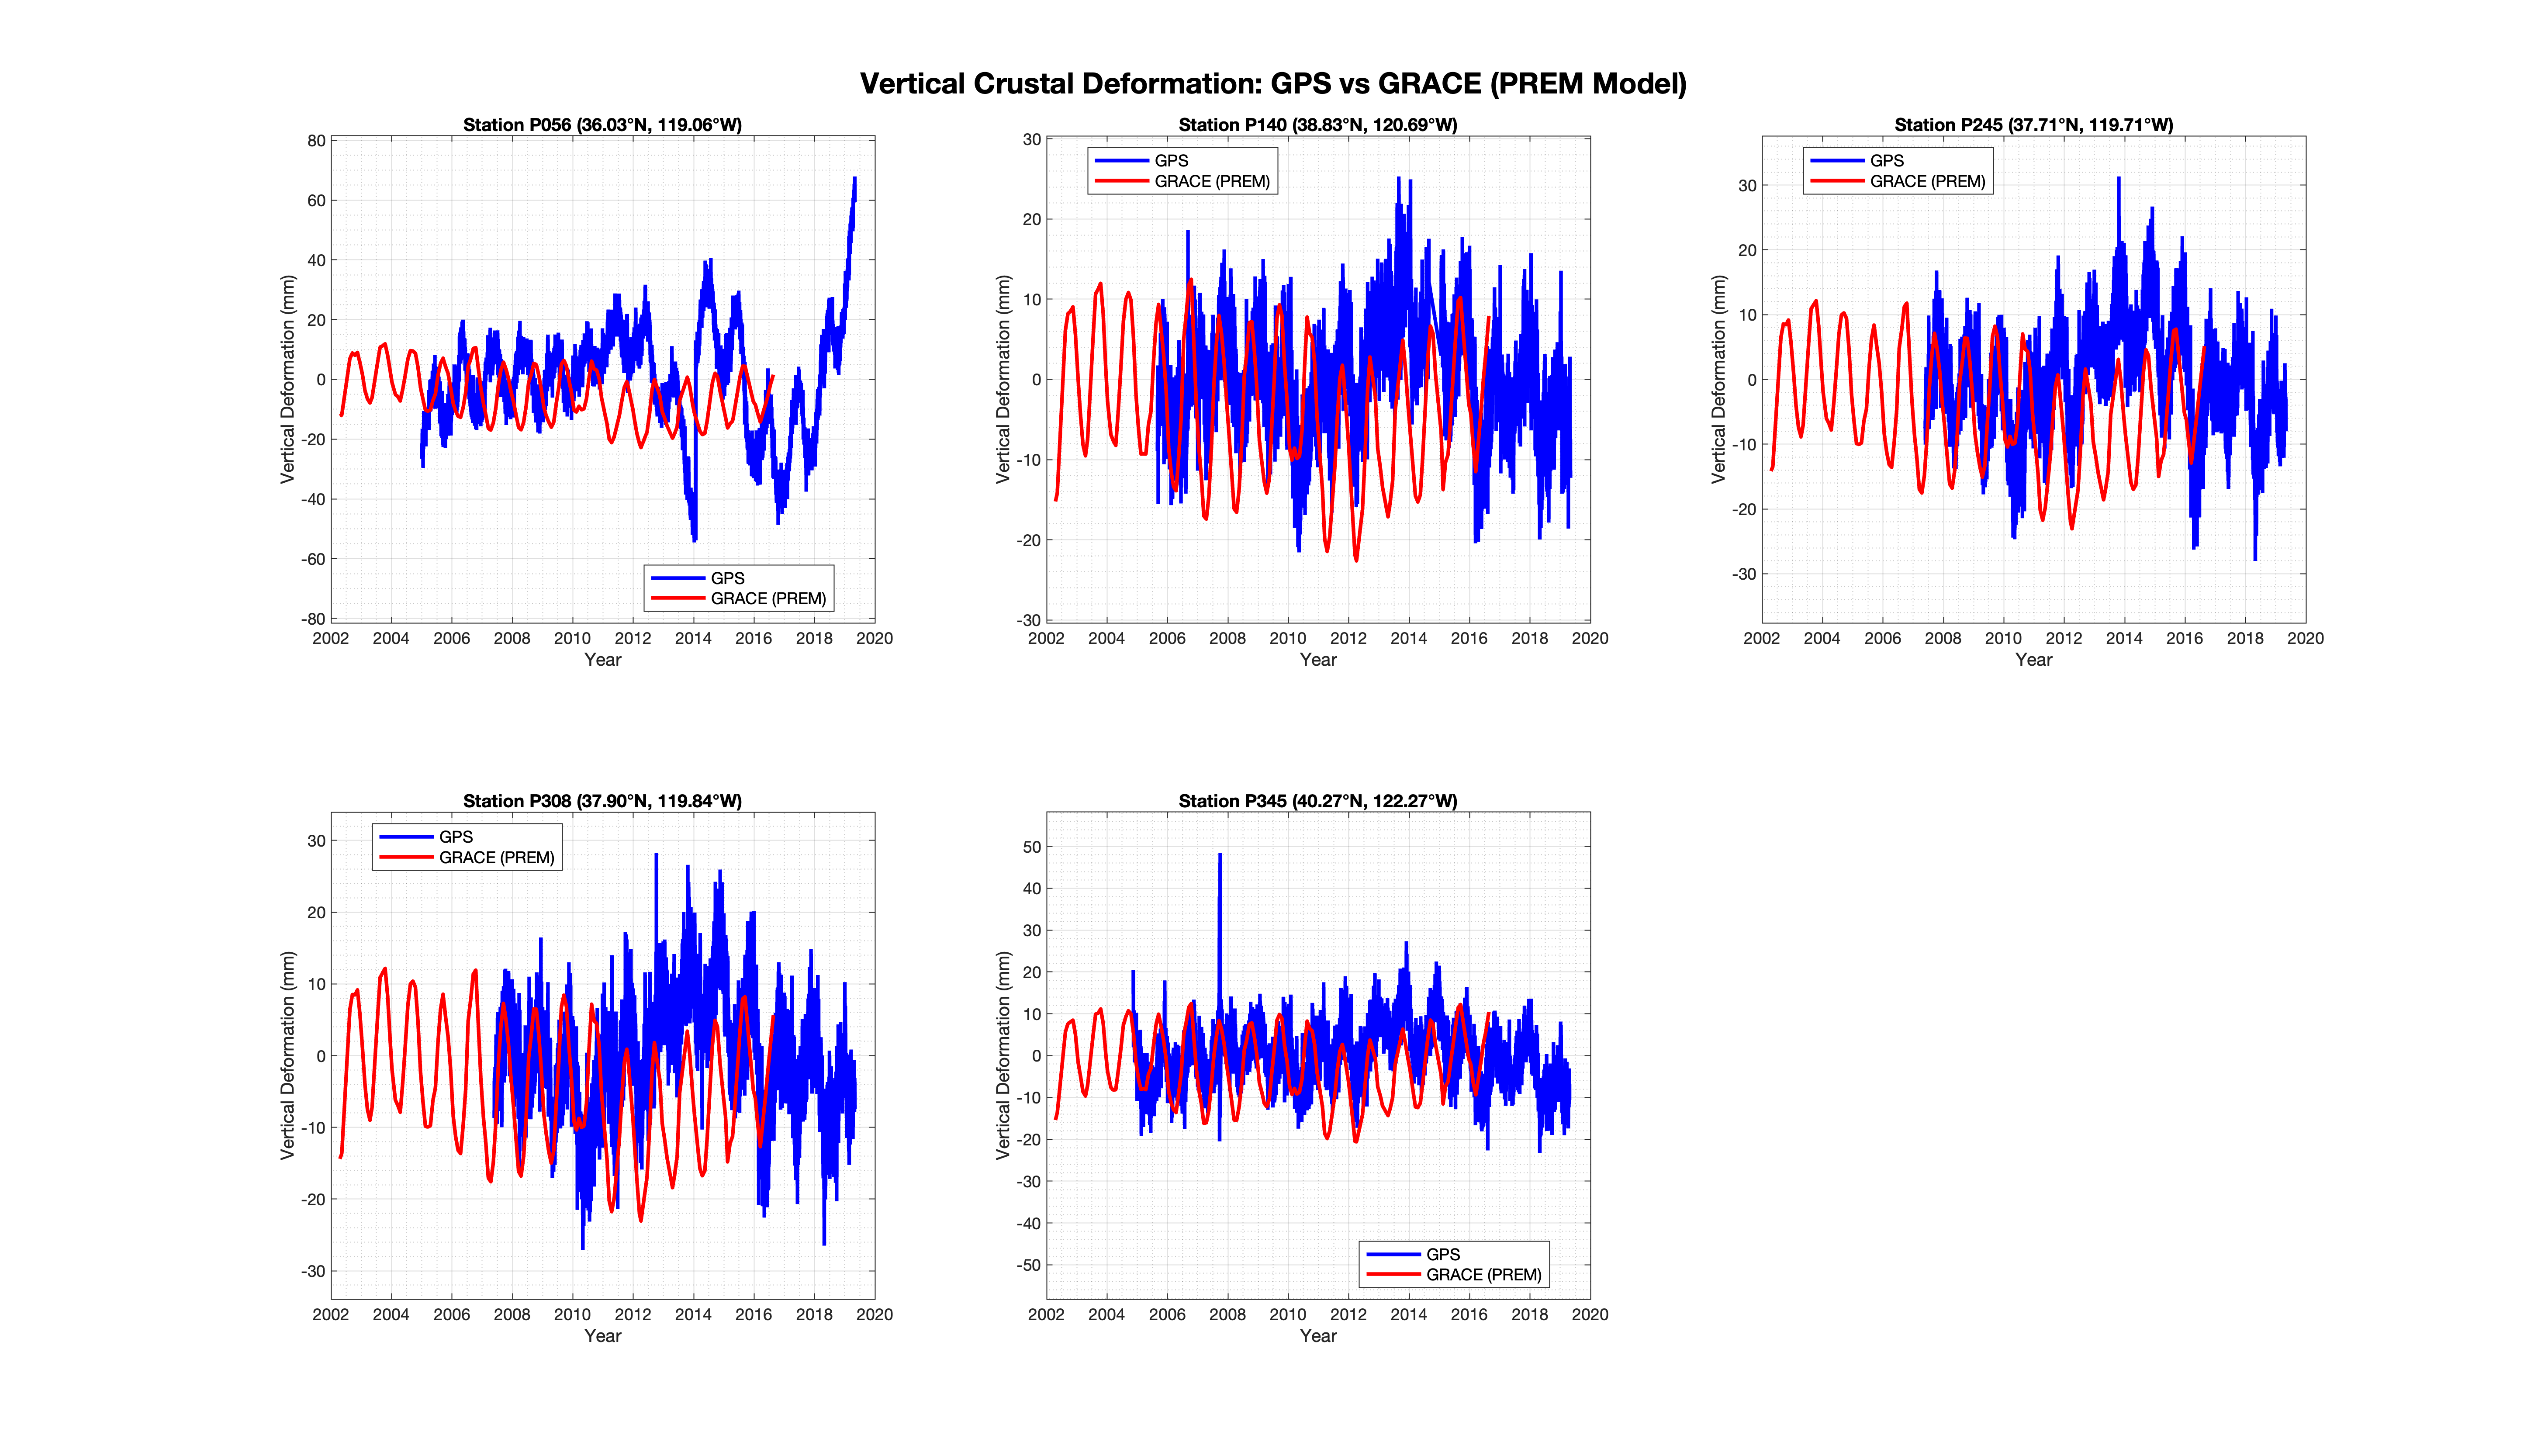 Vertical Crustal Deformation: GPS vs GRACE (PREM Model)
Station P056 (36.03°N, 119.06°W)
80
60
40
20
0
-20
-40
-60
-80
Vertical Deformation (mm)
GPS
GRACE (PREM)
2002 2004 2006 2008 2010 2012 2014 2016 2018 2020
Year
Station P140 (38.83°N, 120.69°W)
30
20
10
0
-10
-20
-30
Vertical Deformation (mm)
GPS
GRACE (PREM)
2002 2004 2006 2008 2010 2012 2014 2016 2018 2020
Year
Station P245 (37.71°N, 119.71°W)
30
20
10
0
-10
-20
-30
Vertical Deformation (mm)
GPS
GRACE (PREM)
2002 2004 2006 2008 2010 2012 2014 2016 2018 2020
Year
Station P308 (37.90°N, 119.84°W)
30
20
10
0
-10
-20
-30
Vertical Deformation (mm)
GPS
GRACE (PREM)
2002 2004 2006 2008 2010 2012 2014 2016 2018 2020
Year
Station P345 (40.27°N, 122.27°W)
50
40
30
20
10
0
-10
-20
-30
-40
-50
Vertical Deformation (mm)
GPS
GRACE (PREM)
2002 2004 2006 2008 2010 2012 2014 2016 2018 2020
Year